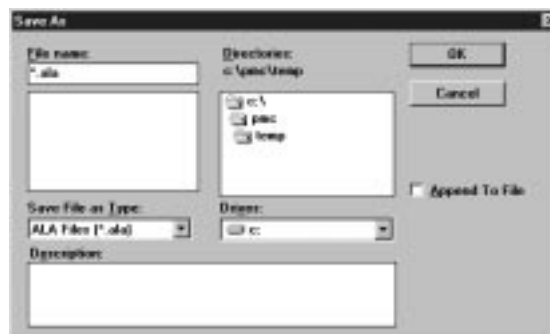 Save As
File name:
*.ala
Directories:
c:\pmc\temp
c:\
pmc
temp
OK
Cancel
Append To File
Save File as Type:
ALA Files (*.ala)
Drives:
c:
Description: